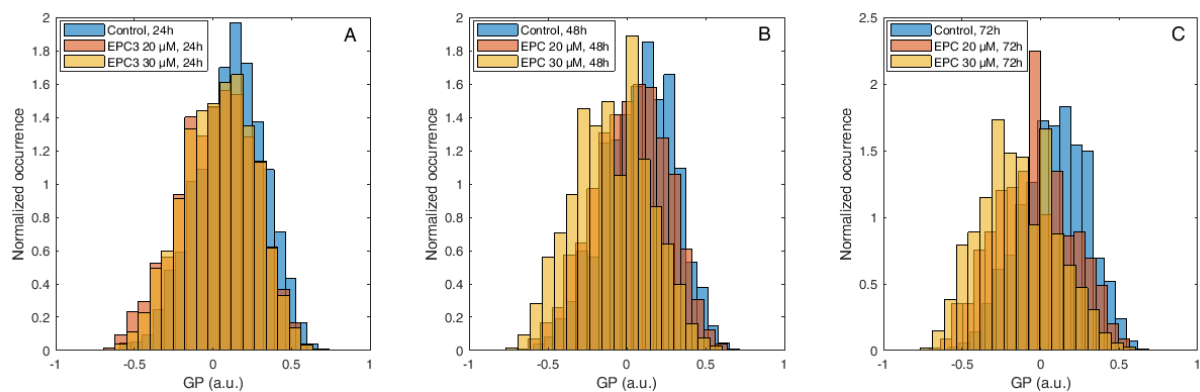 A
Control, 24h
EPC3 20 µM, 24h
EPC3 30 µM, 24h
Normalized occurrence
2
1.8
1.6
1.4
1.2
1
0.8
0.6
0.4
0.2
0
-1
-0.5
0
0.5
1
GP (a.u.)
B
Control, 48h
EPC 20 µM, 48h
EPC 30 µM, 48h
Normalized occurrence
2
1.8
1.6
1.4
1.2
1
0.8
0.6
0.4
0.2
0
-1
-0.5
0
0.5
1
GP (a.u.)
C
Control, 72h
EPC 20 µM, 72h
EPC 30 µM, 72h
Normalized occurrence
2.5
2
1.5
1
0.5
0
-1
-0.5
0
0.5
1
GP (a.u.)